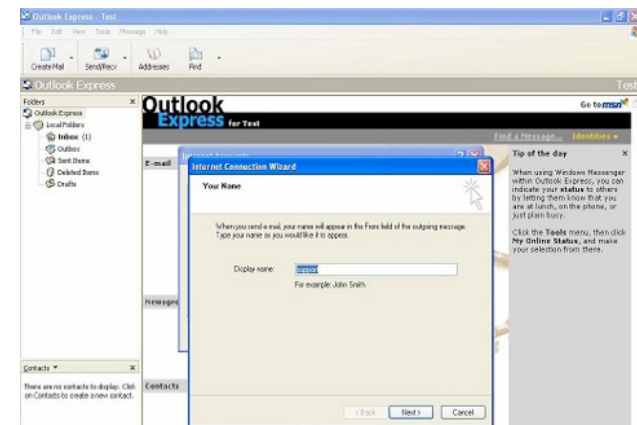 Outlook Express - Test
File Edit View Tools Message Help
Create Mail Send/Recv Addresses Find
Outlook Express
Test
Folders x
Outlook Express
Local Folders
Inbox (1)
Outbox
Sent Items
Deleted Items
Drafts
Contacts x
There are no contacts to display. Click
on Contacts to create a new contact.
Outlook
EXPRESS for Test
Go to msn
Find a Message... Identities
E-mail
Newsgro
Contacts
Internet Accounts
Internet Connection Wizard
Your Name
When you send e-mail, your name will appear in the From field of the outgoing message.
Type your name as you would like it to appear.
Display name: support
For example: John Smith
< Back Next > Cancel
Tip of the day x
When using Windows Messenger
within Outlook Express, you can
indicate your status to others
by letting them know that you
are at lunch, on the phone, or
just plain busy.
Click the Tools menu, then click
My Online Status, and make
your selection from there.